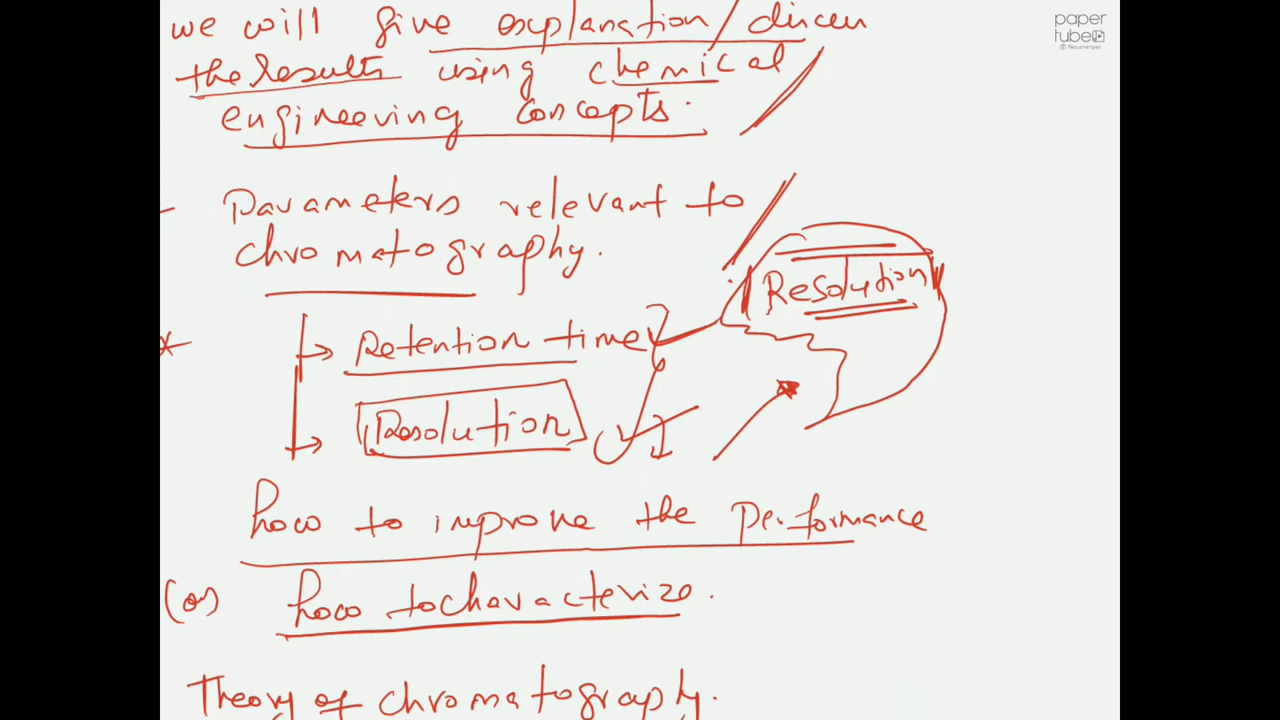 we will give explanation/discuss
the results using chemical
engineering concepts.
- Parameters relevant to
chromatography.
Resolution
* → Retention time
→ Resolution
how to improve the performance
(or) how to characterize.
Theory of chromatography.
paper
tube